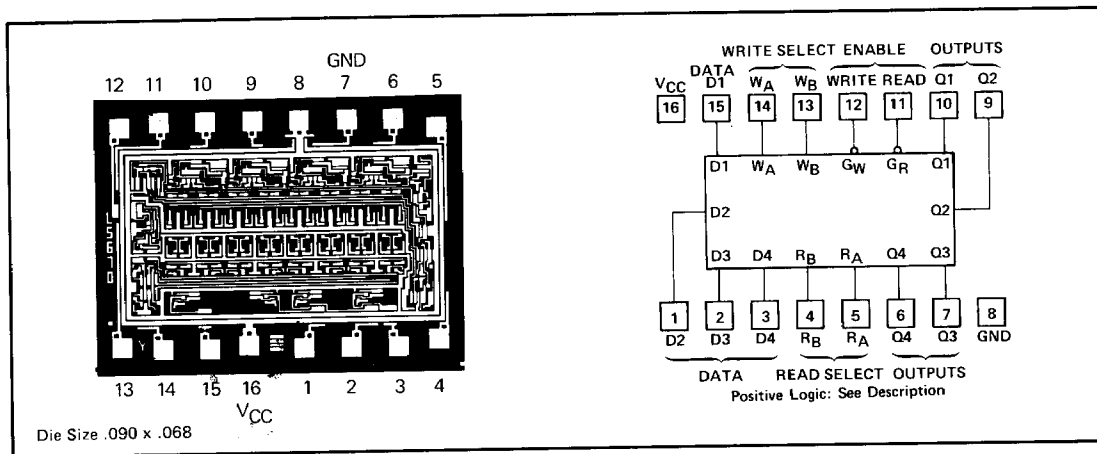 GND
12 11 10 9 8 7 6 5
13 14 15 16 1 2 3 4
VCC
Die Size .090 x .068
WRITE SELECT ENABLE OUTPUTS
DATA
VCC D1 WA WB WRITE READ Q1 Q2
16 15 14 13 12 11 10 9
D1 WA WB GW GR Q1
D2 Q2
D3 D4 RB RA Q4 Q3
1 2 3 4 5 6 7 8
D2 D3 D4 RB RA Q4 Q3 GND
DATA READ SELECT OUTPUTS
Positive Logic: See Description